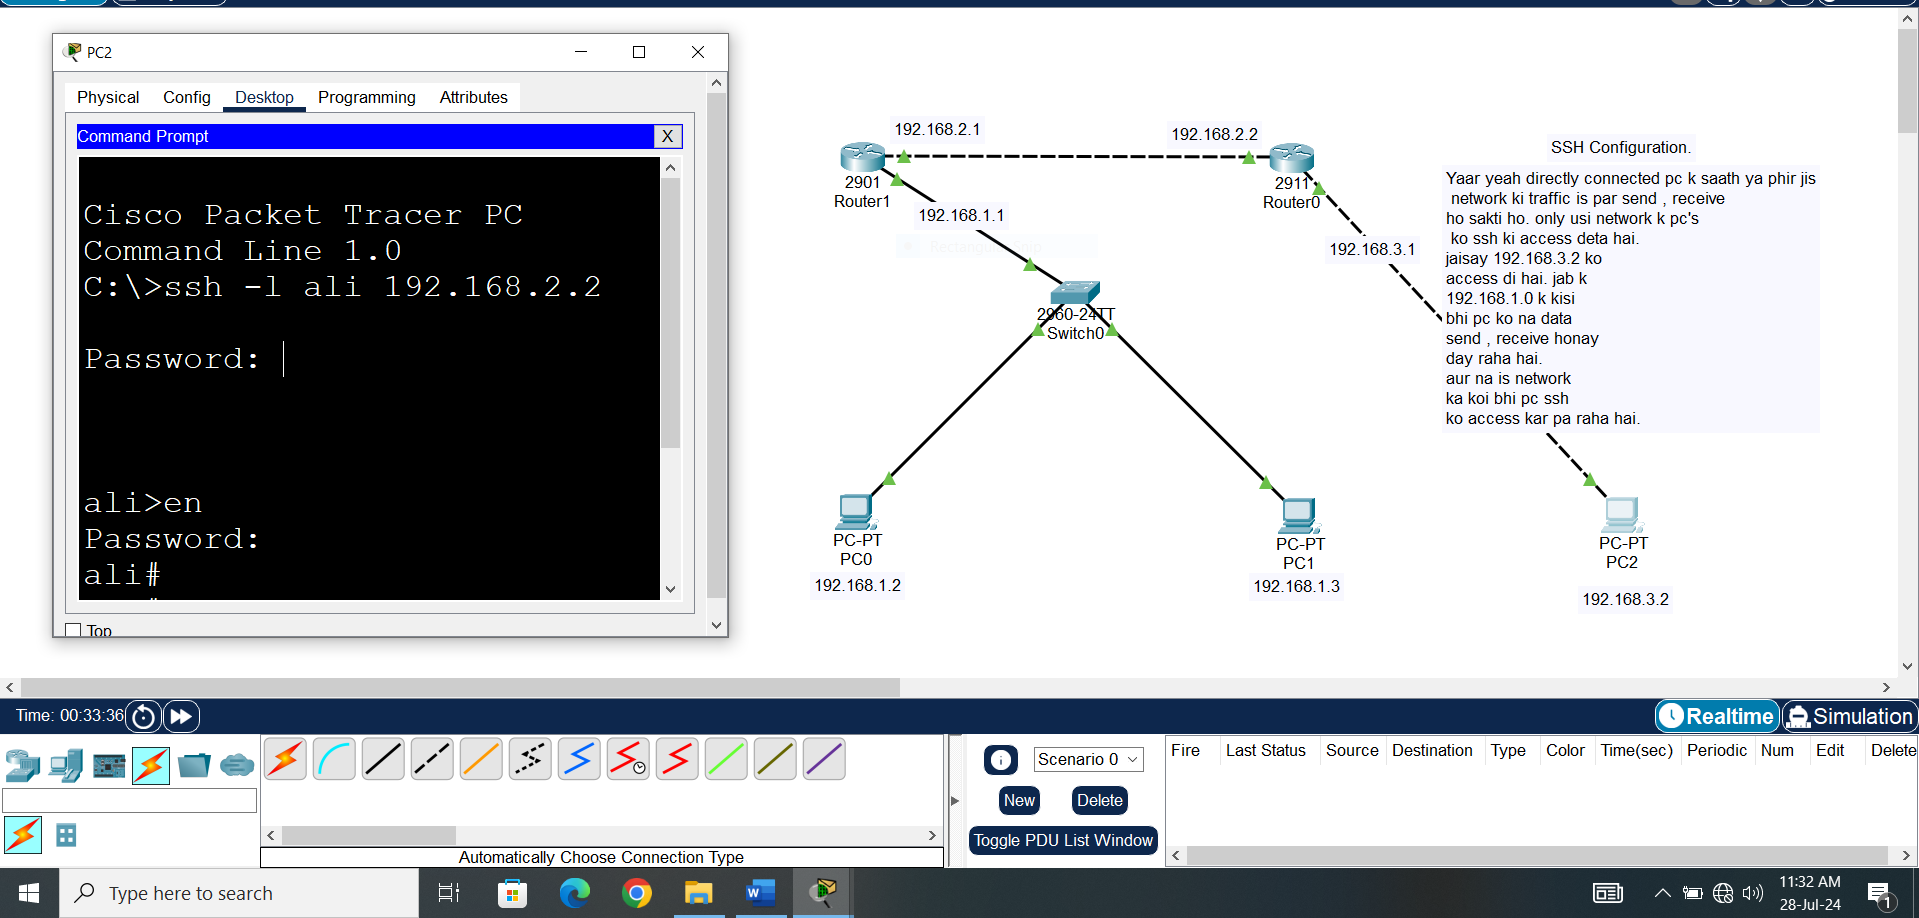 PC2
Physical Config Desktop Programming Attributes
Command Prompt X
Cisco Packet Tracer PC
Command Line 1.0
C:\>ssh -l ali 192.168.2.2
Password:
ali>en
Password:
ali#
Top
192.168.2.1
192.168.2.2
2901
Router1
2911
Router0
192.168.1.1
192.168.3.1
2960-24TT
Switch0
PC-PT
PC0
192.168.1.2
PC-PT
PC1
192.168.1.3
PC-PT
PC2
192.168.3.2
SSH Configuration.
Yaar yeah directly connected pc k saath ya phir jis
network ki traffic is par send , receive
ho sakti ho. only usi network k pc's
ko ssh ki access deta hai.
jaisay 192.168.3.2 ko
access di hai. jab k
192.168.1.0 k kisi
bhi pc ko na data
send , receive honay
day raha hai.
aur na is network
ka koi bhi pc ssh
ko access kar pa raha hai.
Time: 00:33:36
Realtime Simulation
Scenario 0
New Delete
Toggle PDU List Window
Fire Last Status Source Destination Type Color Time(sec) Periodic Num Edit Delete
Automatically Choose Connection Type
Type here to search
11:32 AM
28-Jul-24
1